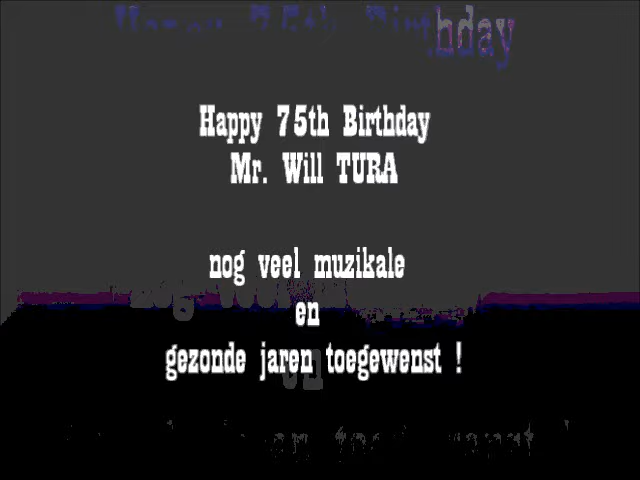 Happy 75th Birthday
Mr. Will TURA
nog veel muzikale
en
gezonde jaren toegewenst !